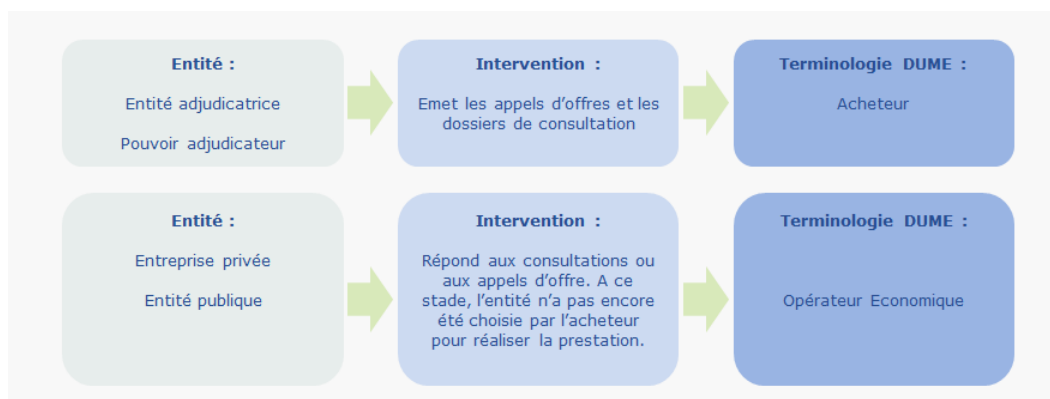 Entité :
Entité adjudicatrice
Pouvoir adjudicateur
Intervention :
Emet les appels d’offres et les
dossiers de consultation
Terminologie DUME :
Acheteur
Entité :
Entreprise privée
Entité publique
Intervention :
Répond aux consultations ou
aux appels d’offre. A ce
stade, l’entité n’a pas encore
été choisie par l’acheteur
pour réaliser la prestation.
Terminologie DUME :
Opérateur Economique